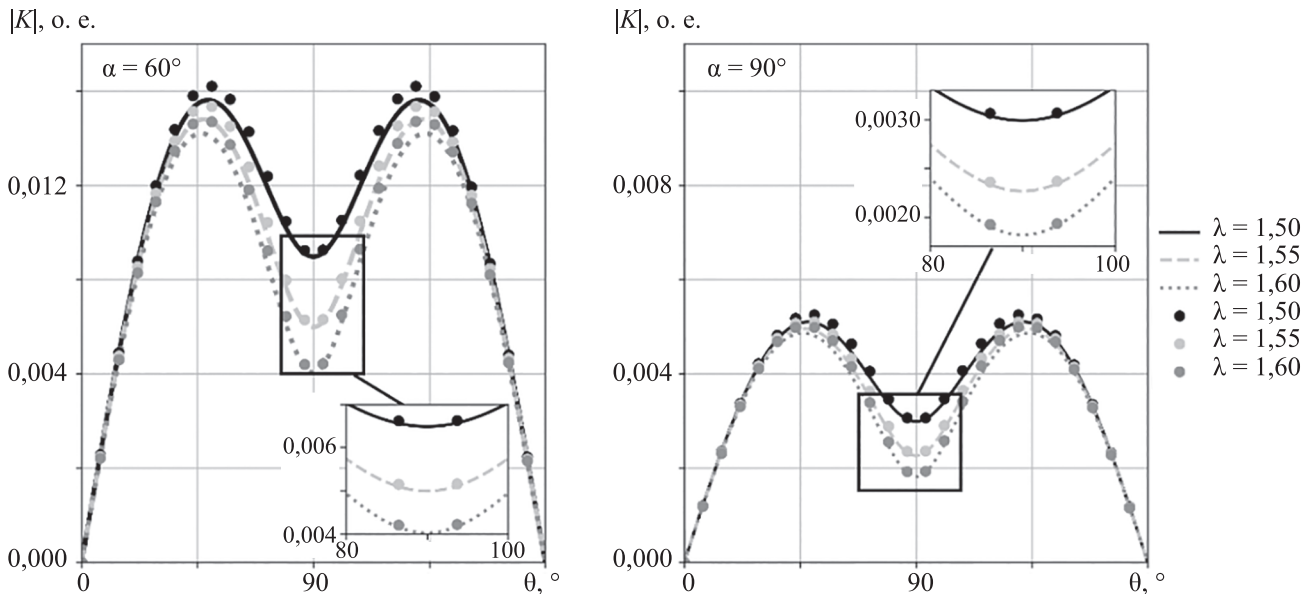 |K|, о. е.
α = 60°
0,012
0,004
0,000
0
90
θ, °
0,006
0,004
80
100
|K|, о. е.
α = 90°
0,008
0,004
0,000
0
90
θ, °
0,0030
0,0020
80
100
λ = 1,50
λ = 1,55
λ = 1,60
λ = 1,50
λ = 1,55
λ = 1,60